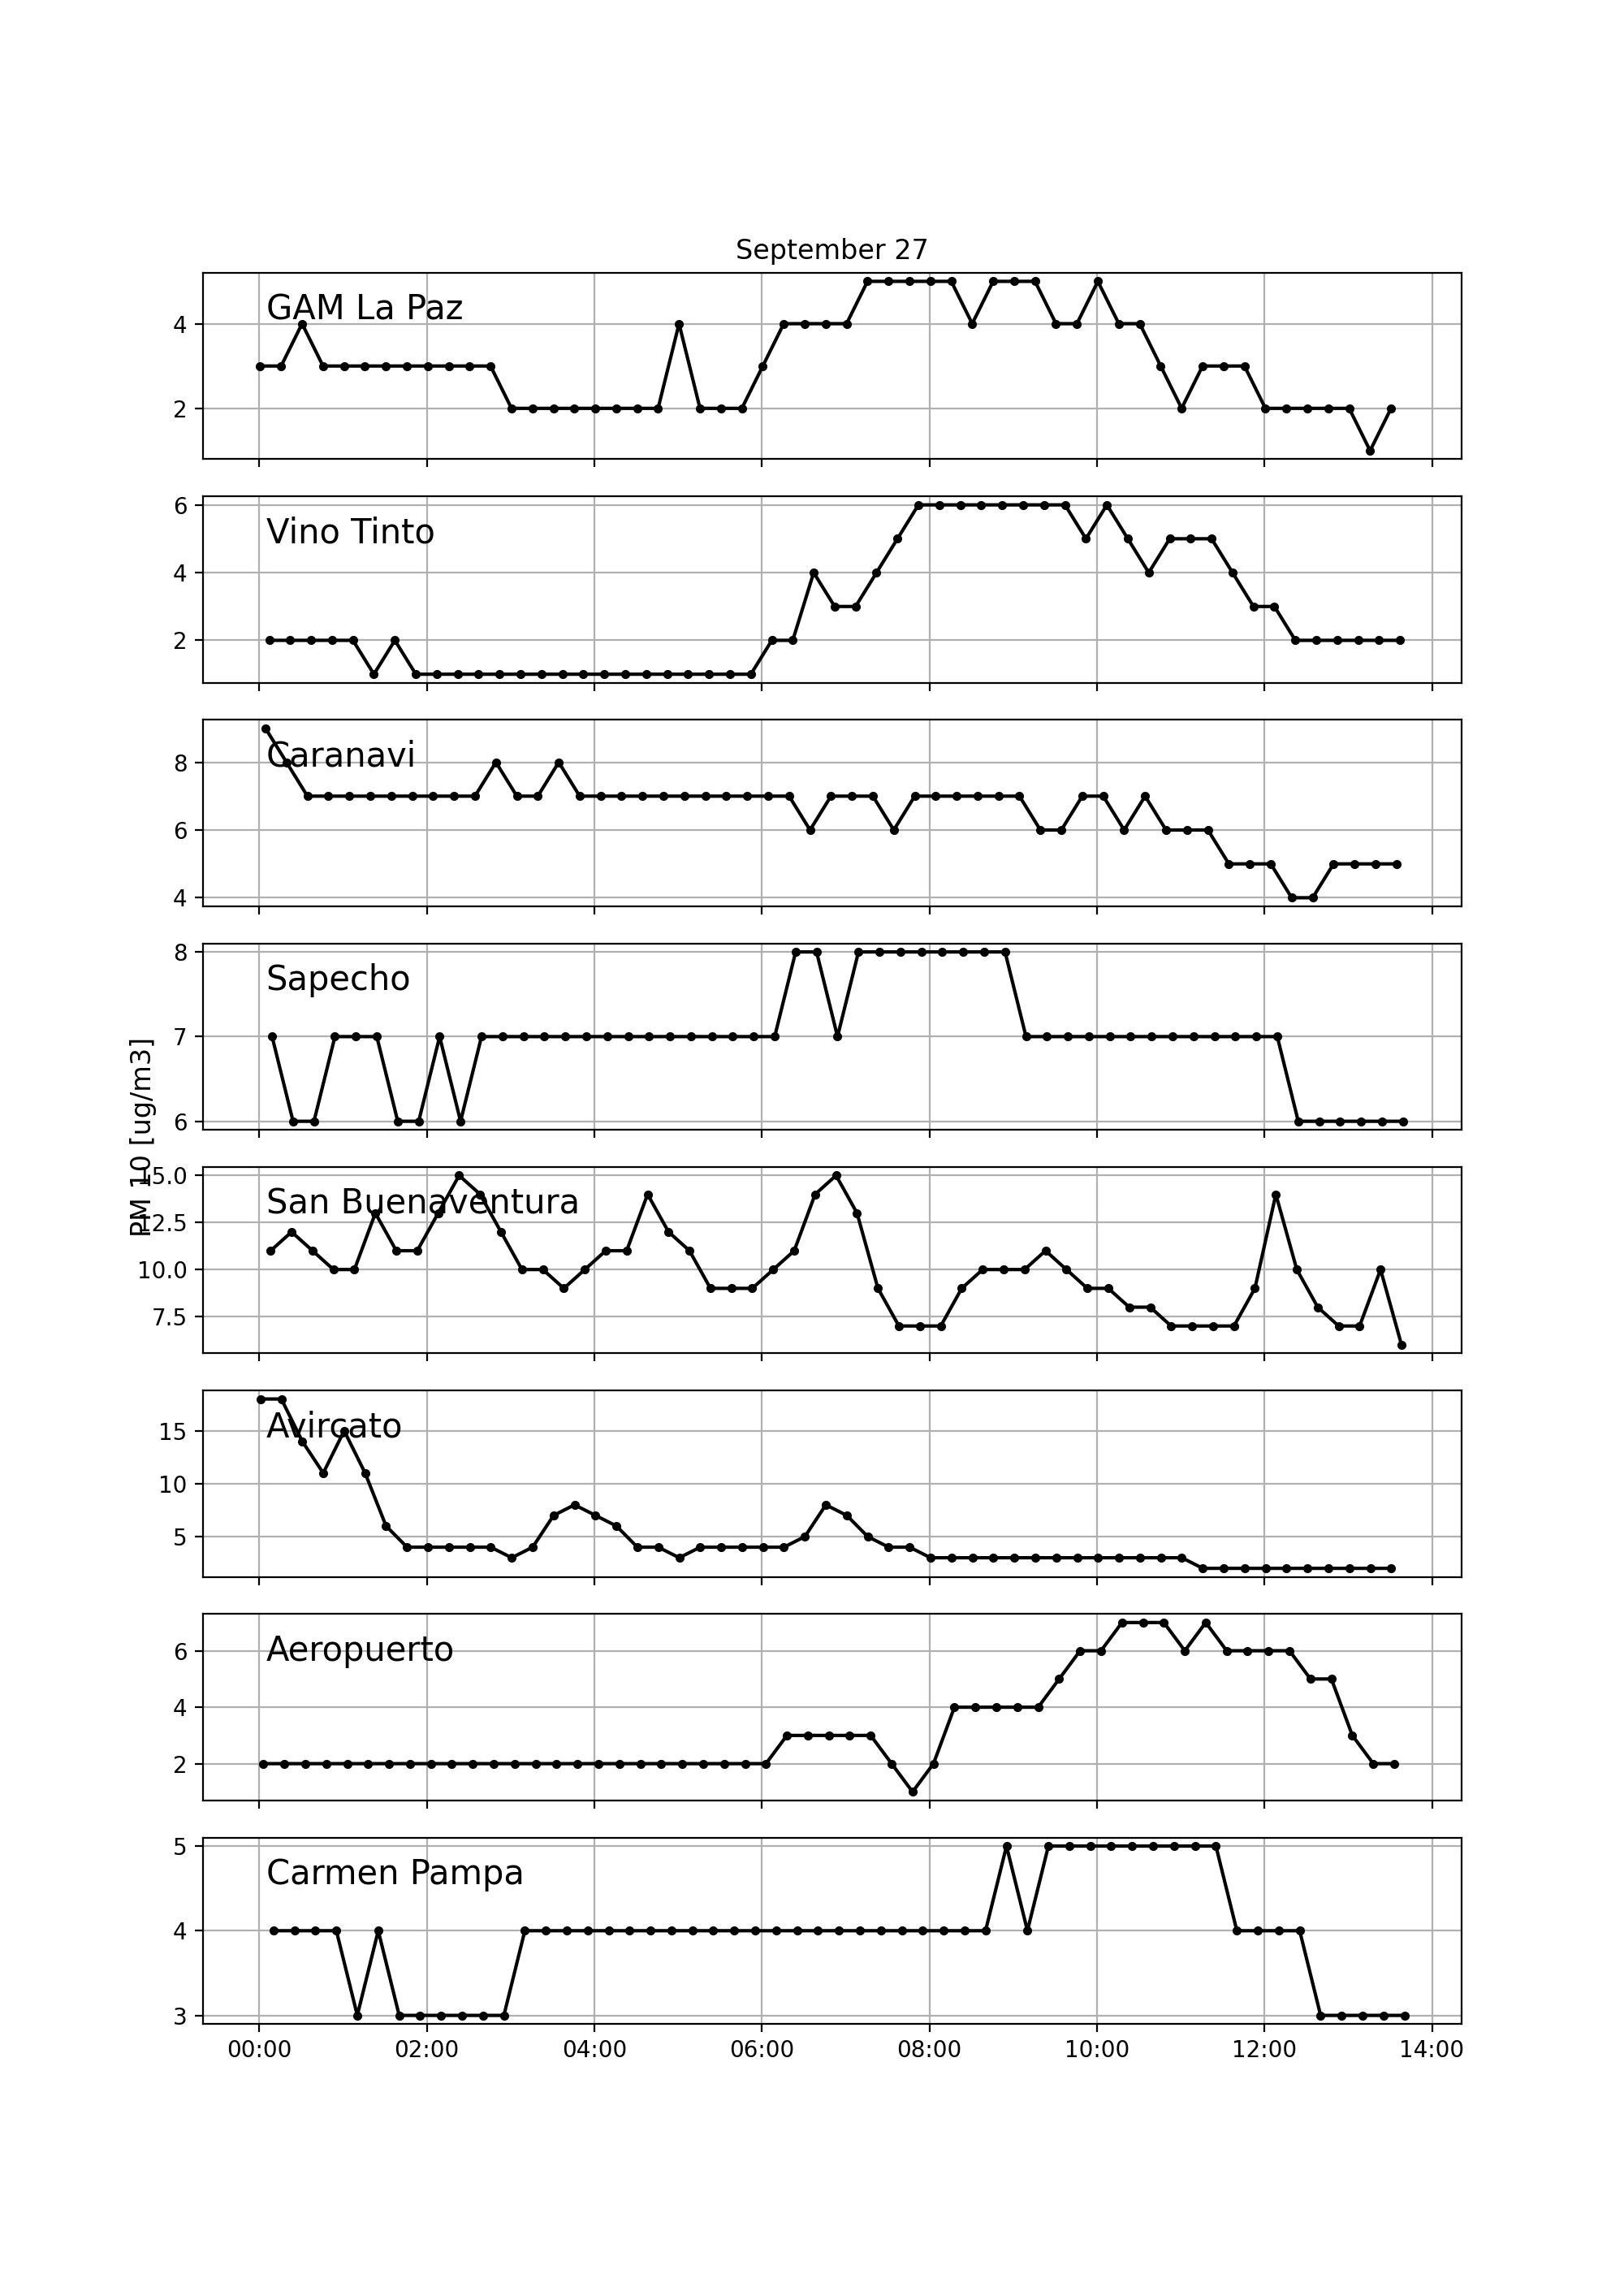 September 27
GAM La Paz
4
2
Vino Tinto
6
4
2
Caranavi
8
6
4
Sapecho
8
7
6
PM 10 [ug/m3]
San Buenaventura
15.0
12.5
10.0
7.5
Avircato
15
10
5
Aeropuerto
6
4
2
Carmen Pampa
5
4
3
00:00 02:00 04:00 06:00 08:00 10:00 12:00 14:00